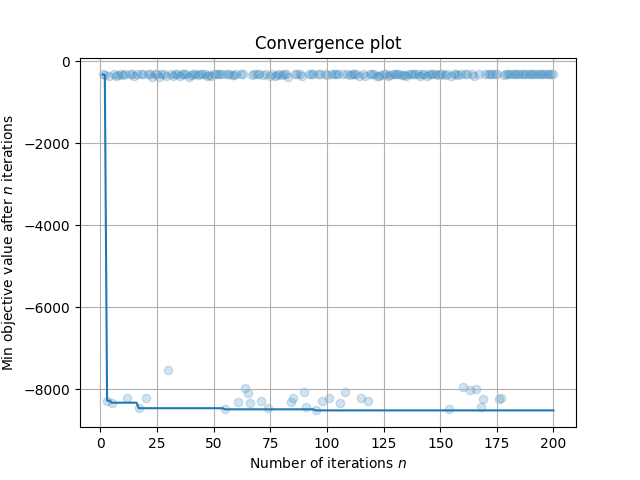 Convergence plot
Min objective value after n iterations
0
−2000
−4000
−6000
−8000
0 25 50 75 100 125 150 175 200
Number of iterations n